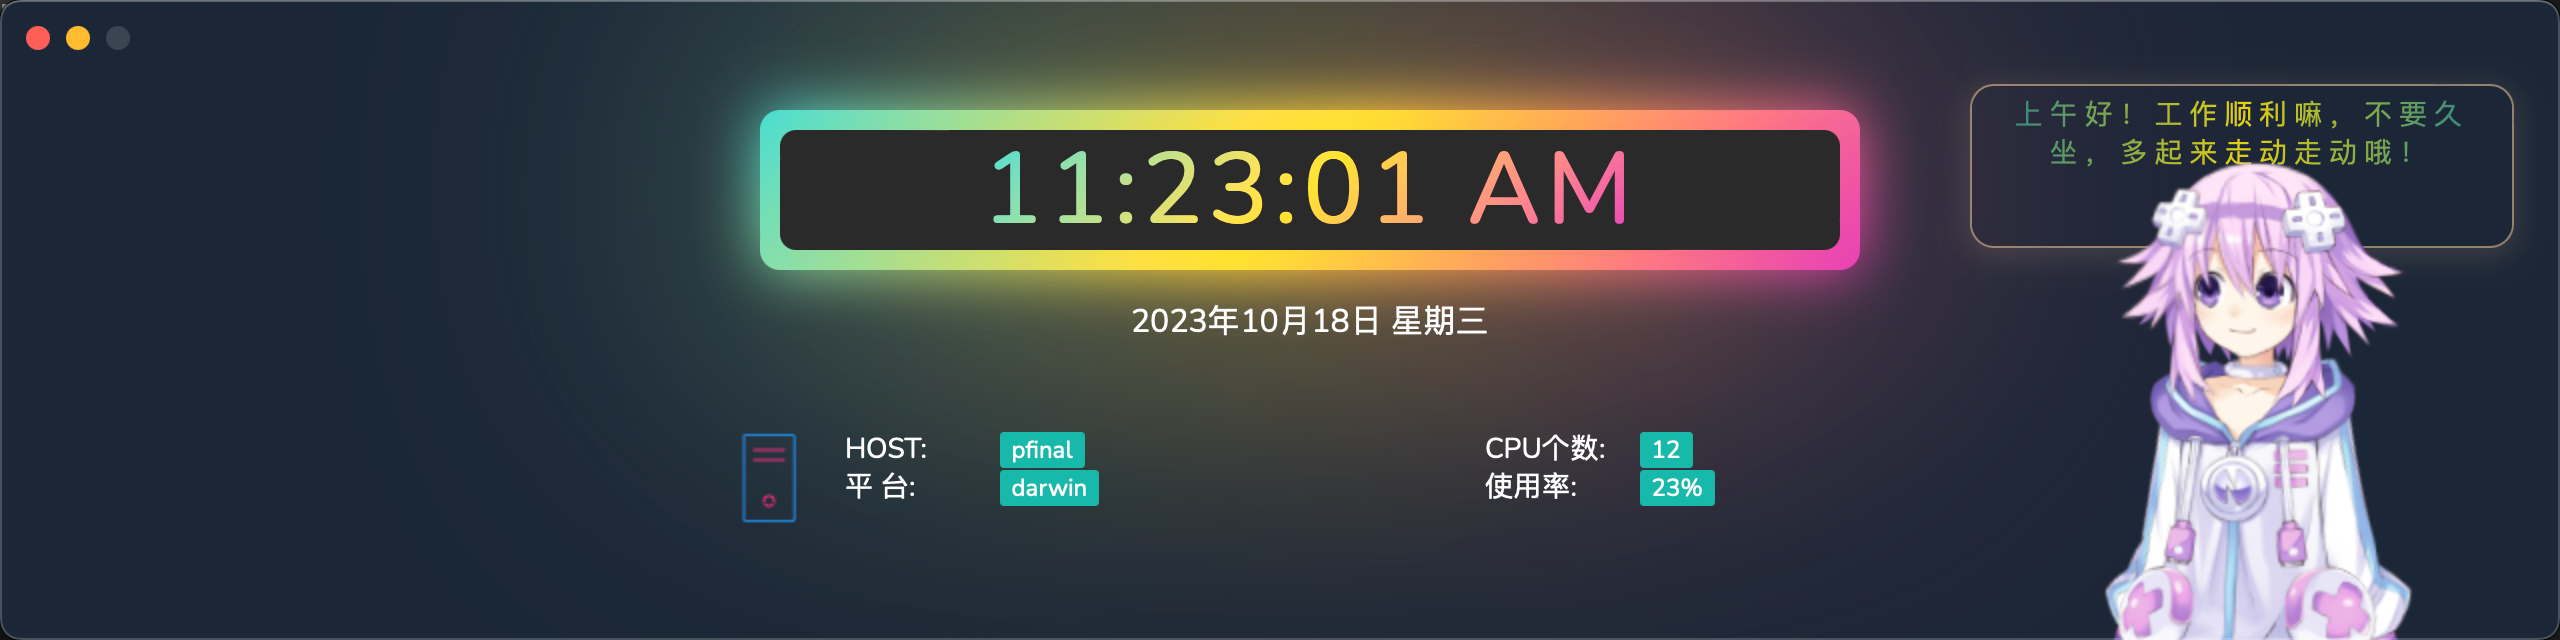 11:23:01 AM
2023年10月18日 星期三
上午好！工作顺利嘛，不要久
坐，多起来走动走动哦！
HOST: pfinal
平 台: darwin
CPU个数: 12
使用率: 23%